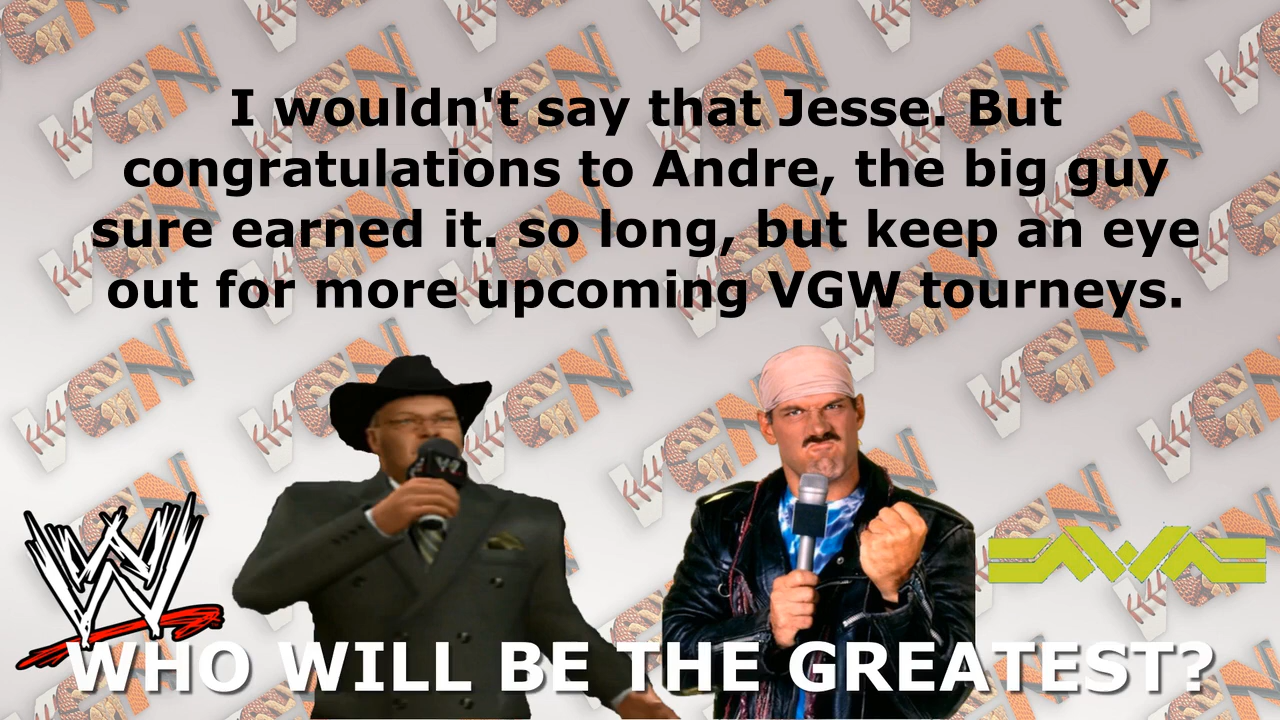 I wouldn't say that Jesse. But
congratulations to Andre, the big guy
sure earned it. so long, but keep an eye
out for more upcoming VGW tourneys.
WHO WILL BE THE GREATEST?